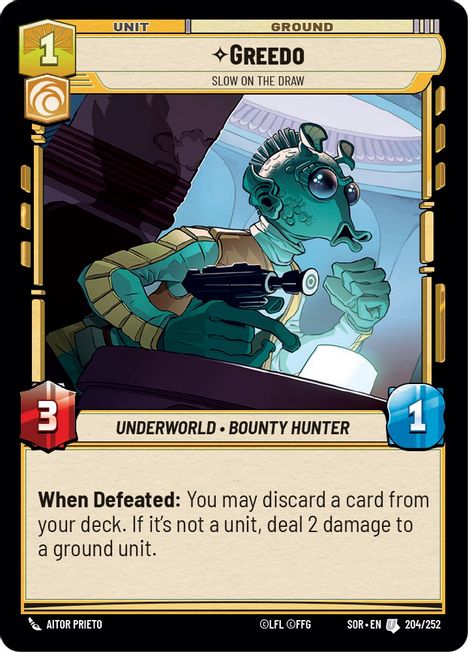 UNIT GROUND
1
✧GREEDO
SLOW ON THE DRAW
3
UNDERWORLD • BOUNTY HUNTER
1
When Defeated: You may discard a card from
your deck. If it's not a unit, deal 2 damage to
a ground unit.
AITOR PRIETO ©LFL ©FFG SOR • EN U 204/252